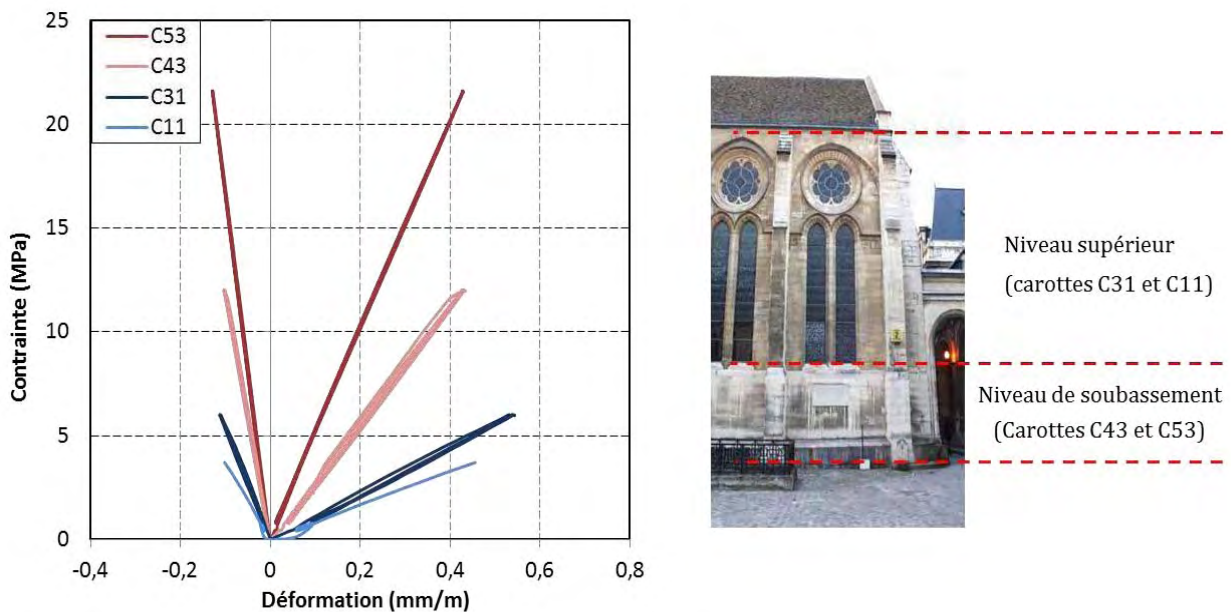 25
20
15
10
5
0
Contrainte (MPa)
C53
C43
C31
C11
-0,4
-0,2
0
0,2
0,4
0,6
0,8
Déformation (mm/m)
Niveau supérieur
(carottes C31 et C11)
Niveau de soubassement
(Carottes C43 et C53)